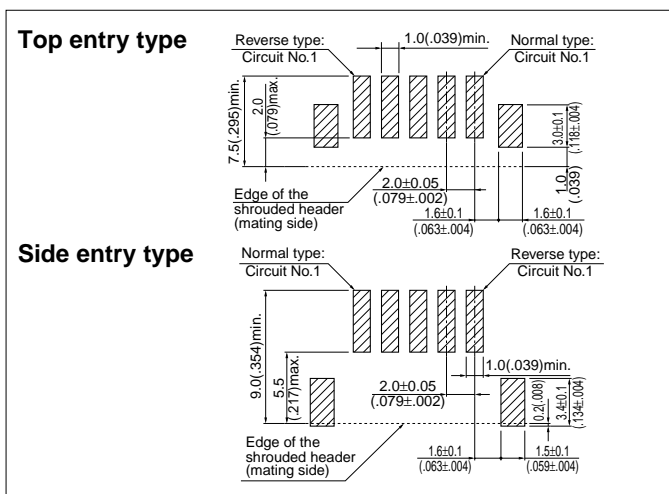 Top entry type
Reverse type:
Circuit No.1
1.0(.039)min.
Normal type:
Circuit No.1
7.5(.295)min.
2.0
(.079)max.
3.0±0.1
(.118±.004)
1.0
(.039)
Edge of the
shrouded header
(mating side)
2.0±0.05
(.079±.002)
1.6±0.1
(.063±.004)
1.6±0.1
(.063±.004)
Side entry type
Normal type:
Circuit No.1
Reverse type:
Circuit No.1
9.0(.354)min.
5.5
(.217)max.
1.0(.039)min.
2.0±0.05
(.079±.002)
0.2(.008)
3.4±0.1
(.134±.004)
Edge of the
shrouded header
(mating side)
1.6±0.1
(.063±.004)
1.5±0.1
(.059±.004)